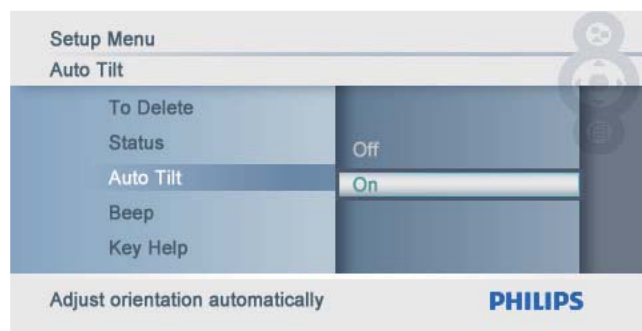 Setup Menu
Auto Tilt
To Delete
Status
Auto Tilt
Beep
Key Help
Off
On
Adjust orientation automatically
PHILIPS